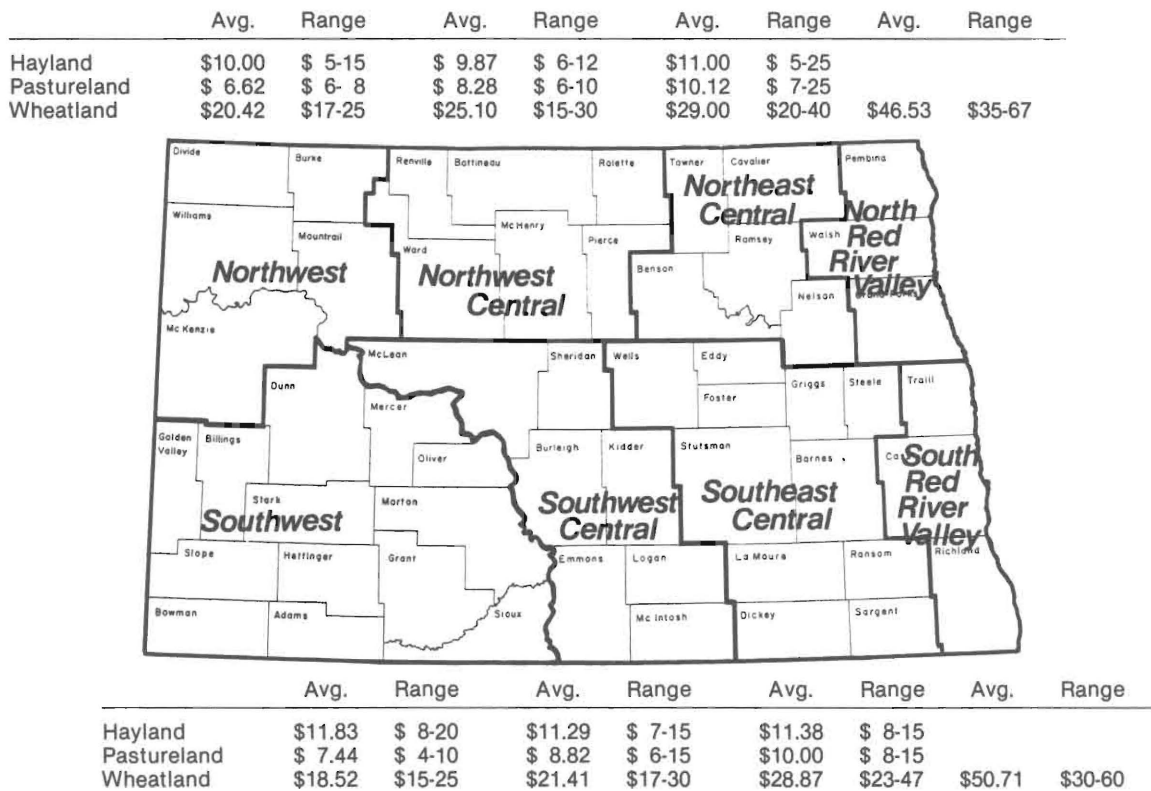 Avg. Range Avg. Range Avg. Range Avg. Range
Hayland $10.00 $ 5-15 $ 9.87 $ 6-12 $11.00 $ 5-25
Pastureland $ 6.62 $ 6- 8 $ 8.28 $ 6-10 $10.12 $ 7-25
Wheatland $20.42 $17-25 $25.10 $15-30 $29.00 $20-40 $46.53 $35-67
Divide
Burke
Renville
Bottineau
Rolette
Towner
Cavalier
Pembina
Northeast
Central
Williams
Mountrail
Ward
McHenry
Pierce
Benson
Ramsey
Walsh
North
Red
River
Valley
Northwest
Northwest
Central
Nelson
McKenzie
Dunn
McLean
Sheridan
Wells
Eddy
Foster
Griggs
Steele
Traill
Mercer
Oliver
Golden
Valley
Billings
Burleigh
Kidder
Stutsman
Barnes
South
Red
River
Valley
Stark
Morton
Southwest
Southwest
Central
Southeast
Central
Slope
Hettinger
Grant
Emmons
Logan
La Moure
Ransom
Richland
Bowman
Adams
Sioux
McIntosh
Dickey
Sargent
Avg. Range Avg. Range Avg. Range Avg. Range
Hayland $11.83 $ 8-20 $11.29 $ 7-15 $11.38 $ 8-15
Pastureland $ 7.44 $ 4-10 $ 8.82 $ 6-15 $10.00 $ 8-15
Wheatland $18.52 $15-25 $21.41 $17-30 $28.87 $23-47 $50.71 $30-60